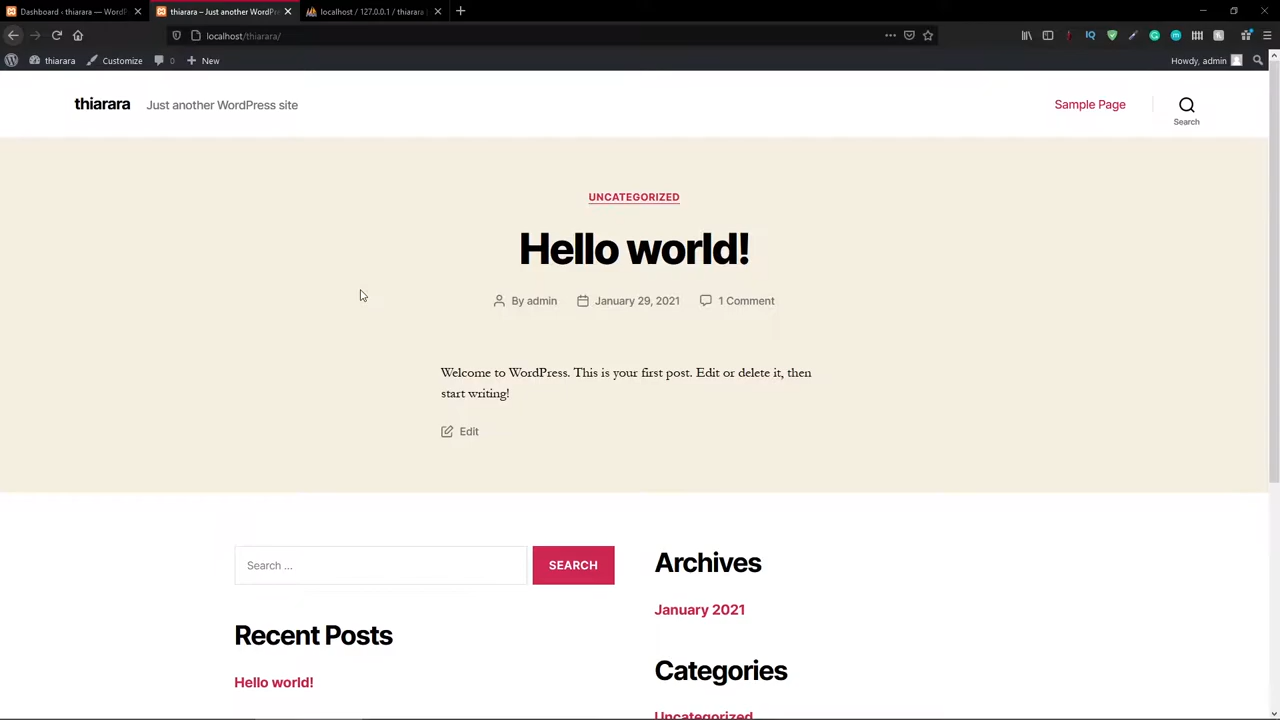 Dashboard ‹ thiarara — WordP
thiarara – Just another WordPre
localhost / 127.0.0.1 / thiarara
localhost/thiarara/
thiarara
Customize
0
New
Howdy, admin
thiarara
Just another WordPress site
Sample Page
Search
UNCATEGORIZED
Hello world!
By admin
January 29, 2021
1 Comment
Welcome to WordPress. This is your first post. Edit or delete it, then
start writing!
Edit
Search …
SEARCH
Archives
January 2021
Recent Posts
Hello world!
Categories
Uncategorized